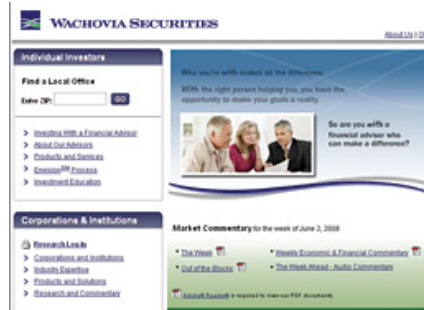 WACHOVIA SECURITIES
About Us |
Individual Investors
Find a Local Office
Enter ZIP:
GO
Investing With a Financial Advisor
About Our Advisors
Products and Services
Envision SM Process
Investment Education
Who you're with makes all the difference.
With the right person helping you, you have the
opportunity to make your goals a reality.
So are you with a
financial advisor who
can make a difference?
Corporations & Institutions
Research Login
Corporations and Institutions
Industry Expertise
Products and Solutions
Research and Commentary
Market Commentary for the week of June 2, 2008
• The Week
• Weekly Economic & Financial Commentary
• Out of the Blocks
• The Week Ahead - Audio Commentary
Adobe Reader® is required to view our PDF documents